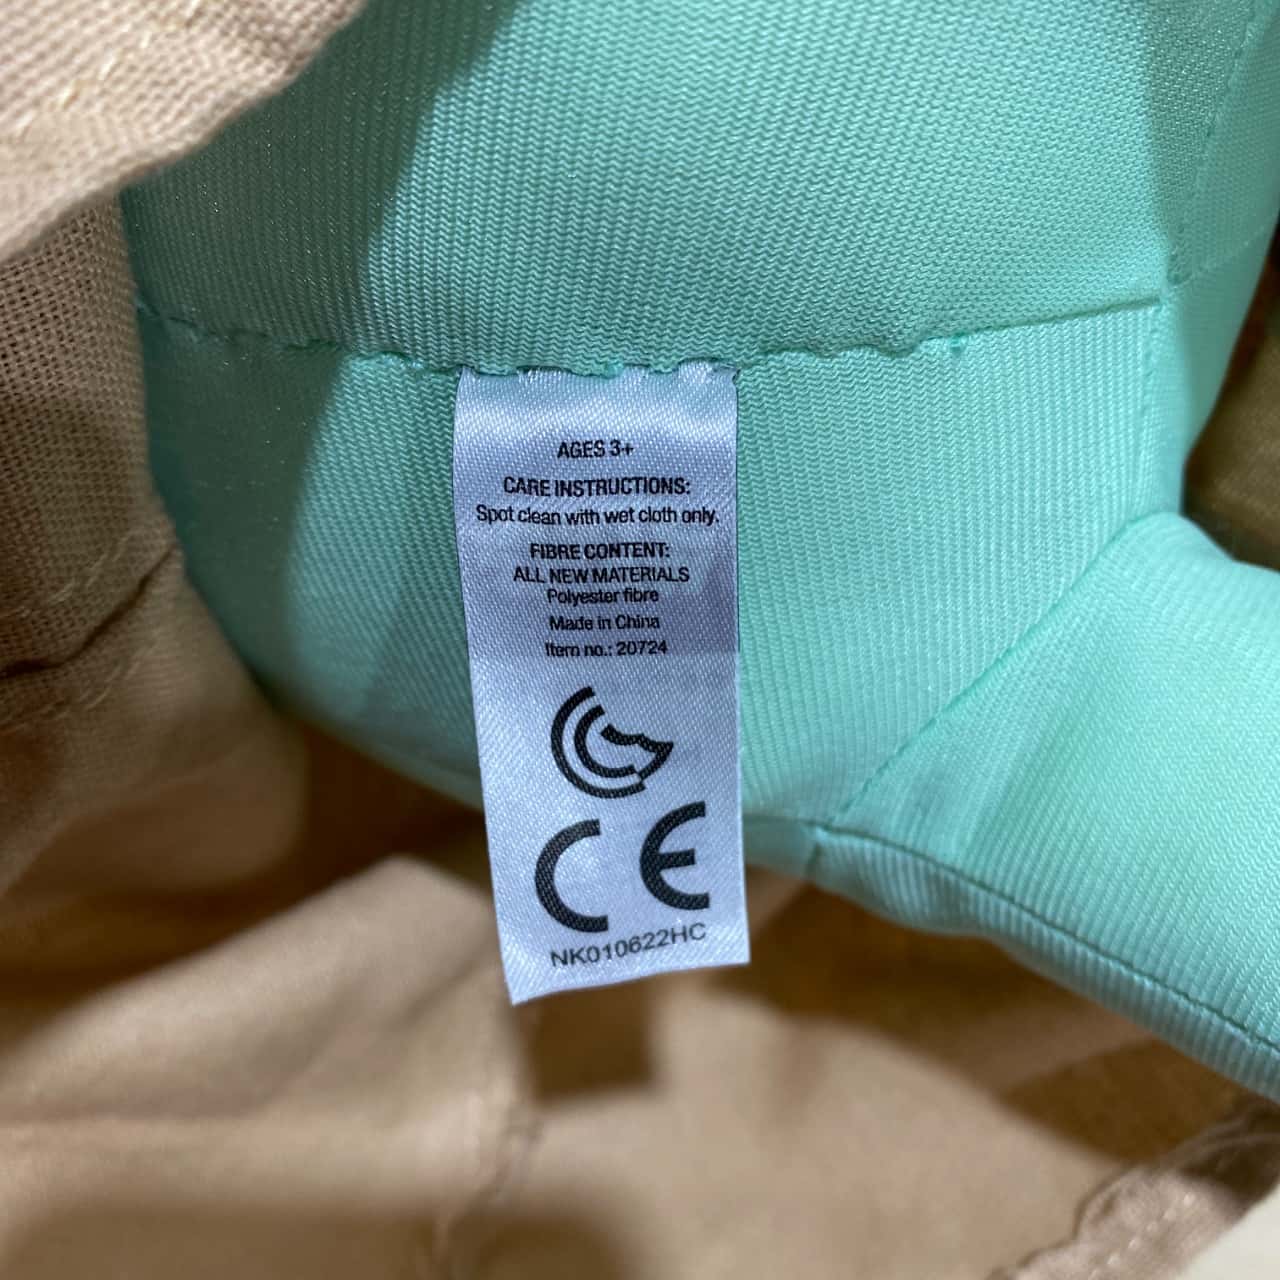 AGES 3+
CARE INSTRUCTIONS:
Spot clean with wet cloth only.
FIBRE CONTENT:
ALL NEW MATERIALS
Polyester fibre
Made in China
Item no.: 20724
CE
NK010622HC